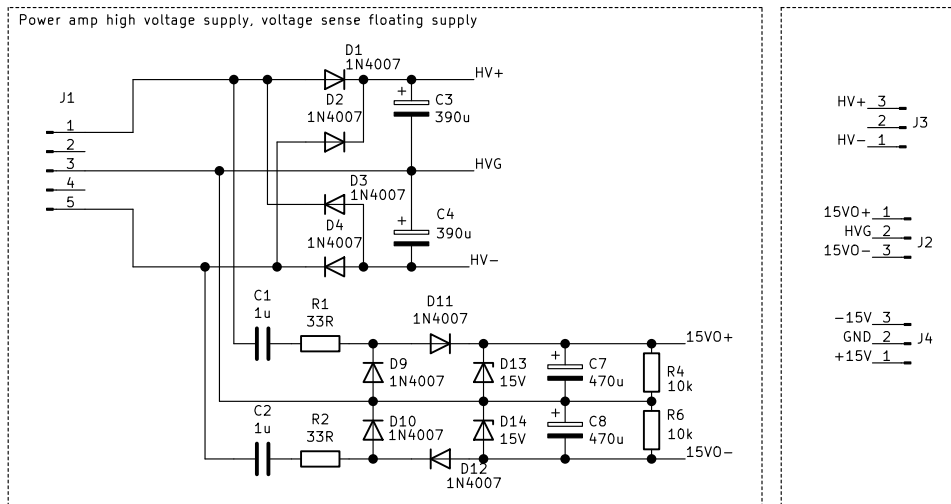 Power amp high voltage supply, voltage sense floating supply
J1
1
2
3
4
5
D1
1N4007
HV+
D2
1N4007
+
C3
390u
HVG
D3
1N4007
D4
1N4007
+
C4
390u
HV-
C1
1u
R1
33R
D11
1N4007
15VO+
D9
1N4007
D13
15V
+
C7
470u
R4
10k
C2
1u
R2
33R
D10
1N4007
D14
15V
+
C8
470u
R6
10k
15VO-
D12
1N4007
HV+ 3
2 J3
HV- 1
15VO+ 1
HVG 2 J2
15VO- 3
-15V 3
GND 2 J4
+15V 1